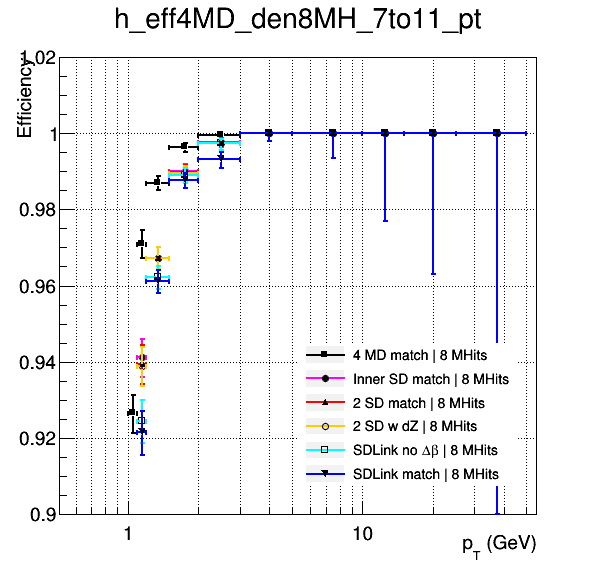 h_eff4MD_den8MH_7to11_pt
Efficiency
1.02
1
0.98
0.96
0.94
0.92
0.9
4 MD match | 8 MHits
Inner SD match | 8 MHits
2 SD match | 8 MHits
2 SD w dZ | 8 MHits
SDLink no Δβ | 8 MHits
SDLink match | 8 MHits
1
10
p_T (GeV)